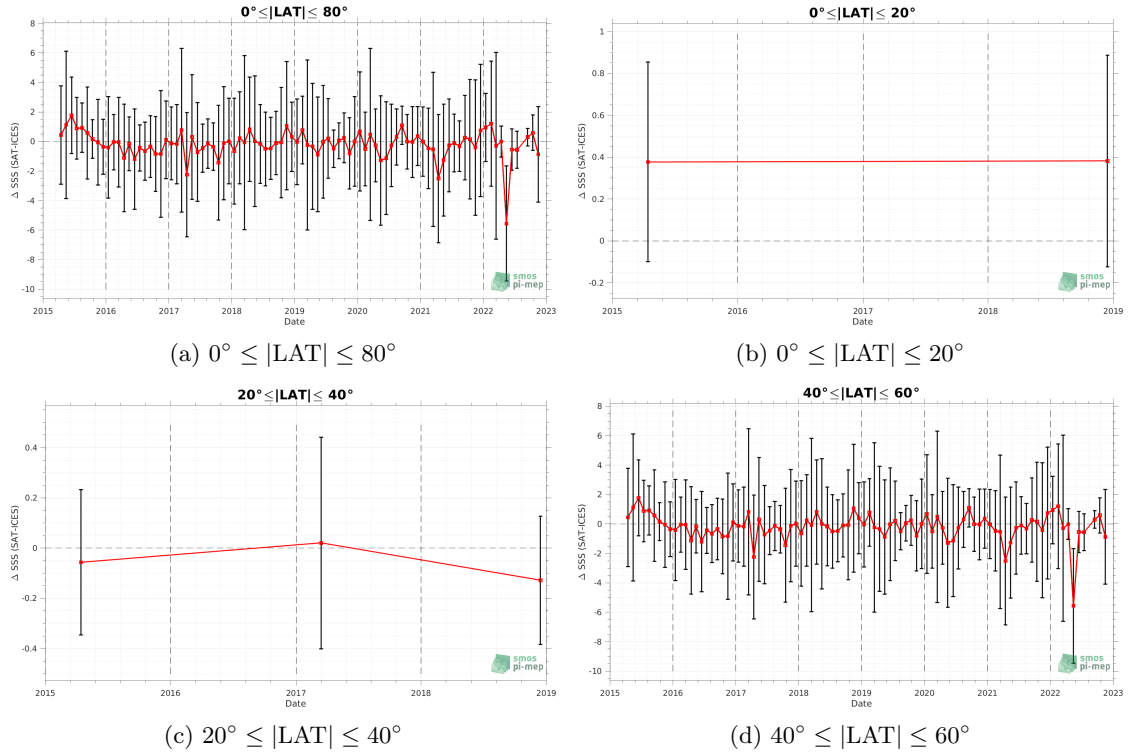 0°≤|LAT|≤ 80°
8
6
4
2
0
-2
-4
-6
-8
-10
Δ SSS (SAT-ICES)
smos
pi-mep
2015 2016 2017 2018 2019 2020 2021 2022 2023
Date
(a) 0° ≤ |LAT| ≤ 80°
0°≤|LAT|≤ 20°
1
0.8
0.6
0.4
0.2
0
-0.2
Δ SSS (SAT-ICES)
smos
pi-mep
2015 2016 2017 2018 2019
Date
(b) 0° ≤ |LAT| ≤ 20°
20°≤|LAT|≤ 40°
0.4
0.2
0
-0.2
-0.4
Δ SSS (SAT-ICES)
smos
pi-mep
2015 2016 2017 2018 2019
Date
(c) 20° ≤ |LAT| ≤ 40°
40°≤|LAT|≤ 60°
8
6
4
2
0
-2
-4
-6
-8
-10
Δ SSS (SAT-ICES)
smos
pi-mep
2015 2016 2017 2018 2019 2020 2021 2022 2023
Date
(d) 40° ≤ |LAT| ≤ 60°